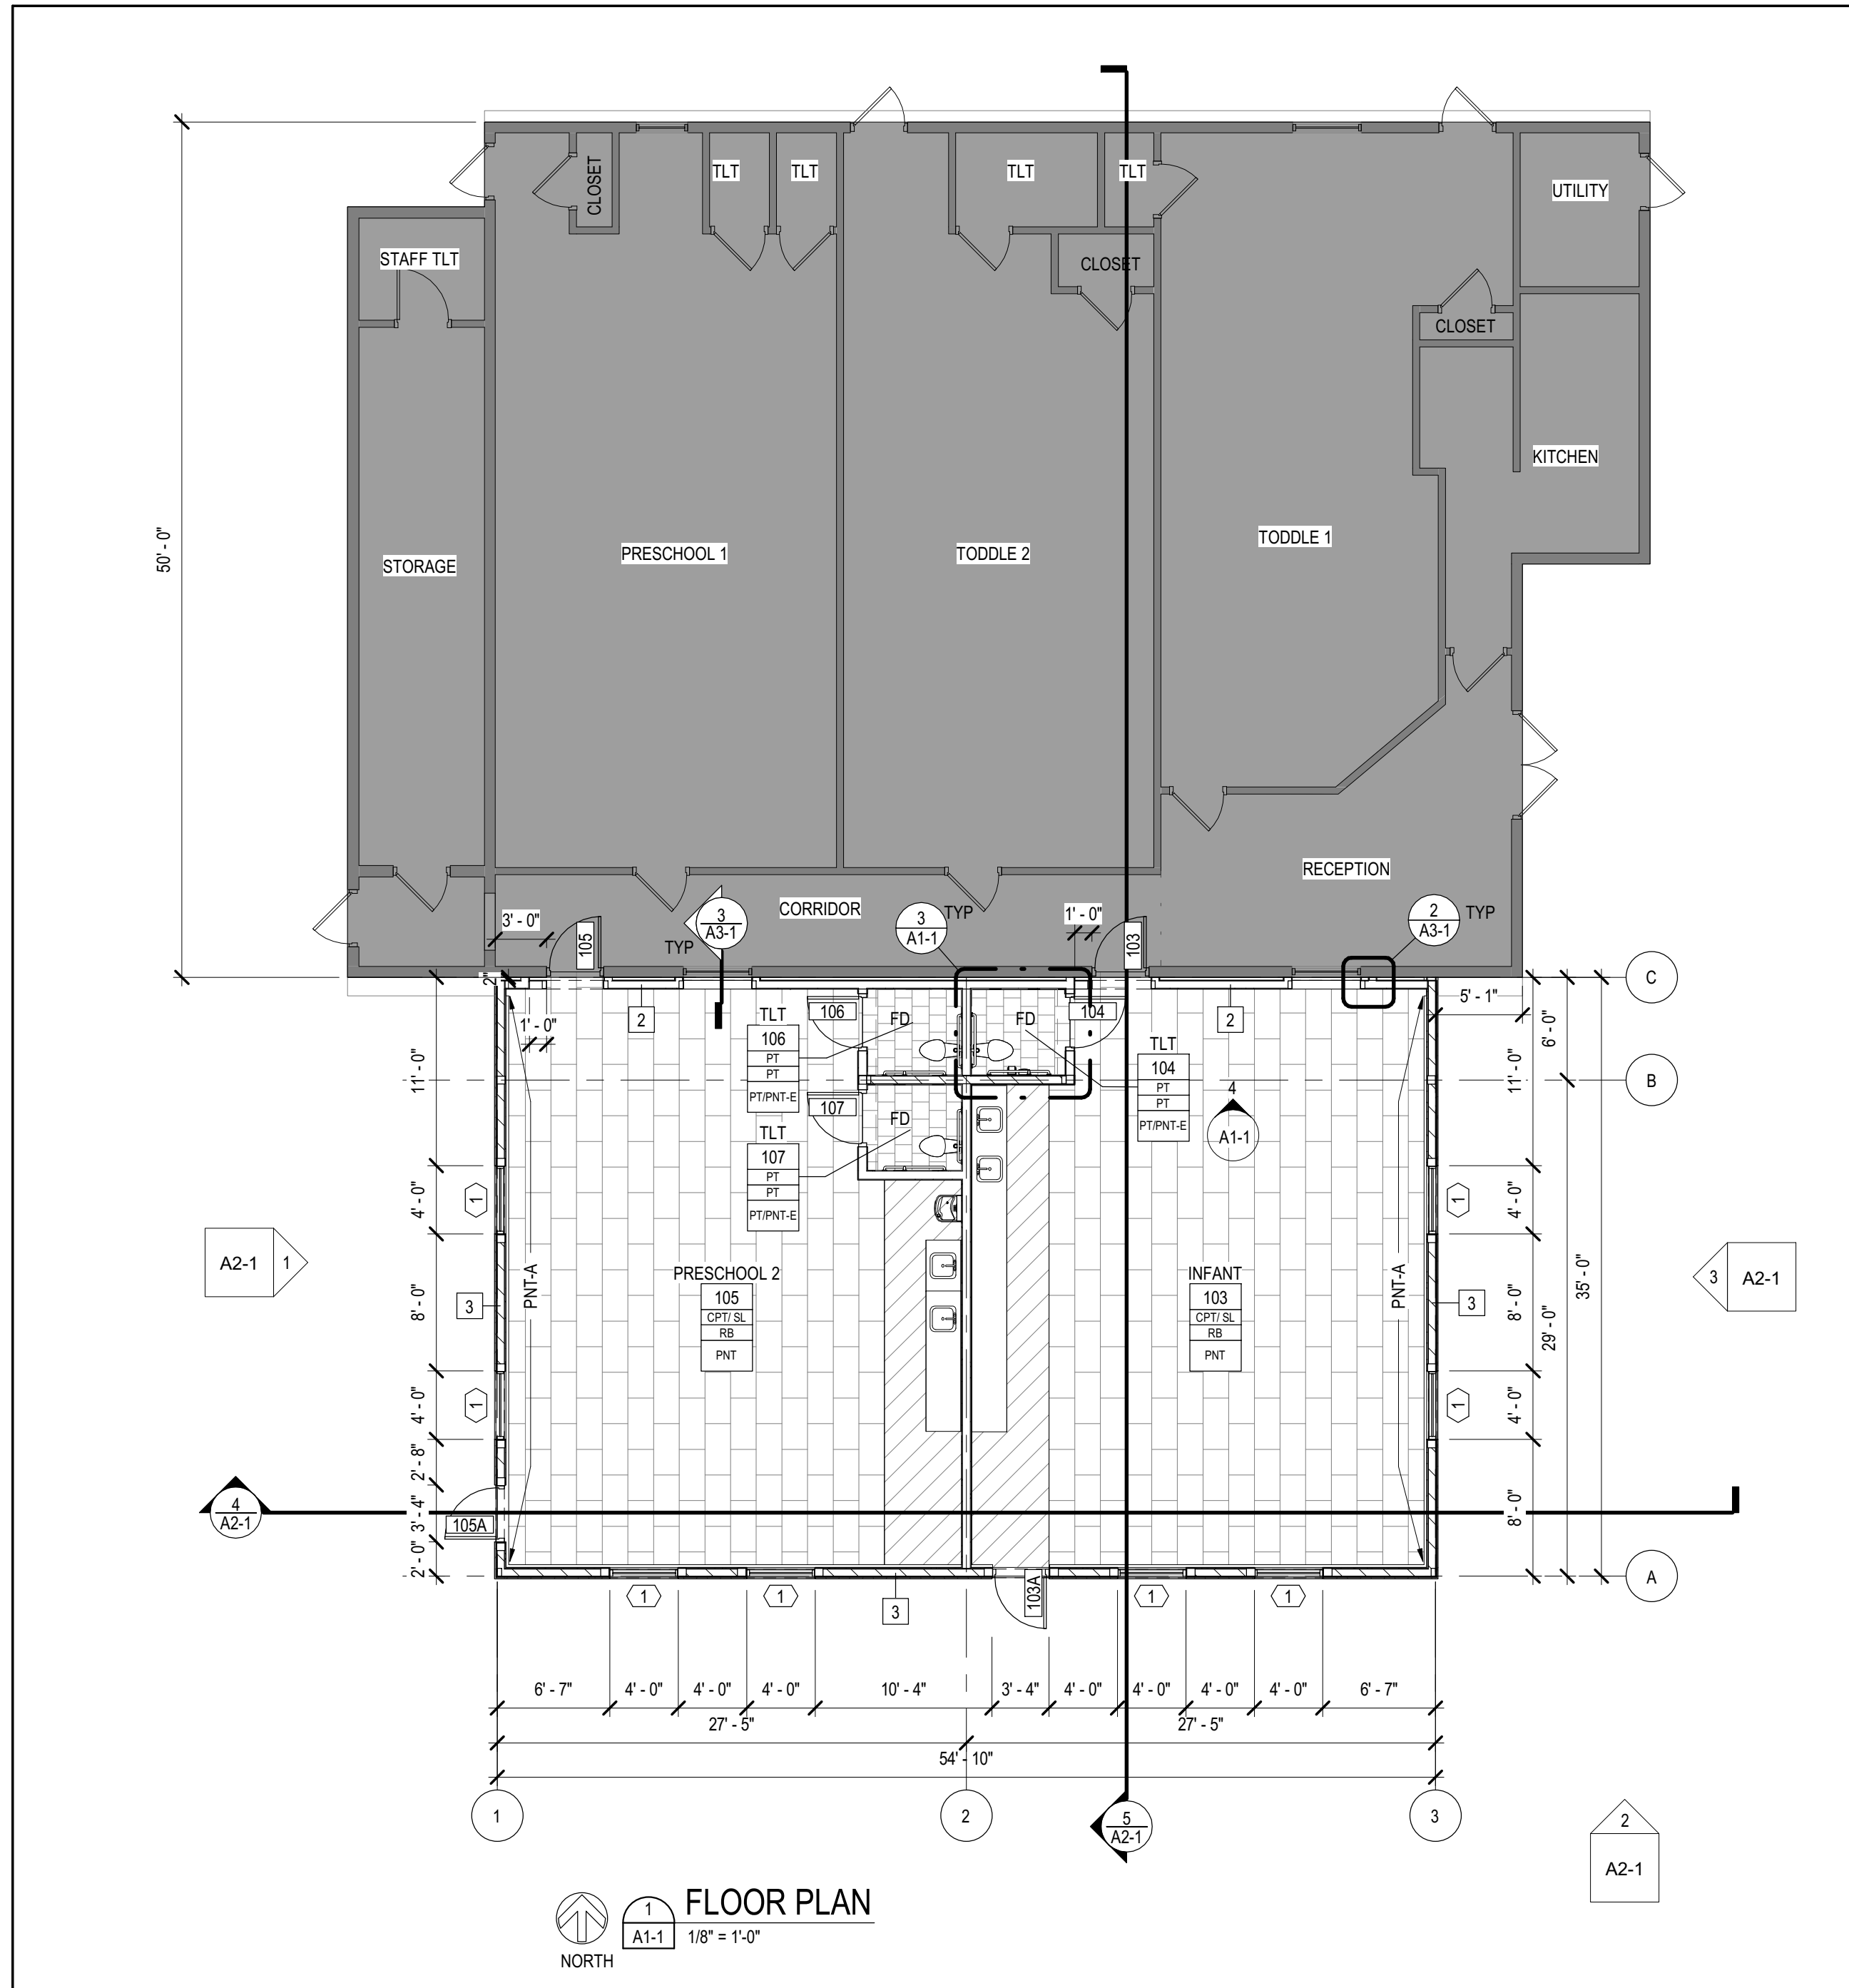 TLT
TLT
TLT
TLT
CLOSET
UTILITY
STAFF TLT
CLOSET
CLOSET
KITCHEN
50' - 0"
STORAGE
PRESCHOOL 1
TODDLE 2
TODDLE 1
RECEPTION
CORRIDOR
3' - 0"
105
TYP
3
A3-1
3
A1-1
TYP
1' - 0"
103
2
A3-1
TYP
C
2"
5' - 1"
1' - 0"
2
TLT
106
PT
PT
PT/PNT-E
106
FD
FD
104
2
TLT
104
PT
PT
PT/PNT-E
6' - 0"
11' - 0"
11' - 0"
B
107
FD
TLT
107
PT
PT
PT/PNT-E
4
A1-1
4' - 0"
1
1
4' - 0"
A2-1
1
3
A2-1
PNT-A
PNT-A
PRESCHOOL 2
105
CPT/ SL
RB
PNT
INFANT
103
CPT/ SL
RB
PNT
8' - 0"
3
3
8' - 0"
29' - 0"
35' - 0"
4' - 0"
1
1
4' - 0"
2' - 8"
3' - 4"
2' - 0"
8' - 0"
4
A2-1
105A
A
1
1
3
103A
1
1
6' - 7"
4' - 0"
4' - 0"
4' - 0"
10' - 4"
3' - 4"
4' - 0"
4' - 0"
4' - 0"
4' - 0"
6' - 7"
27' - 5"
27' - 5"
54' - 10"
1
2
3
5
A2-1
2
A2-1
NORTH
1
A1-1
FLOOR PLAN
1/8" = 1'-0"